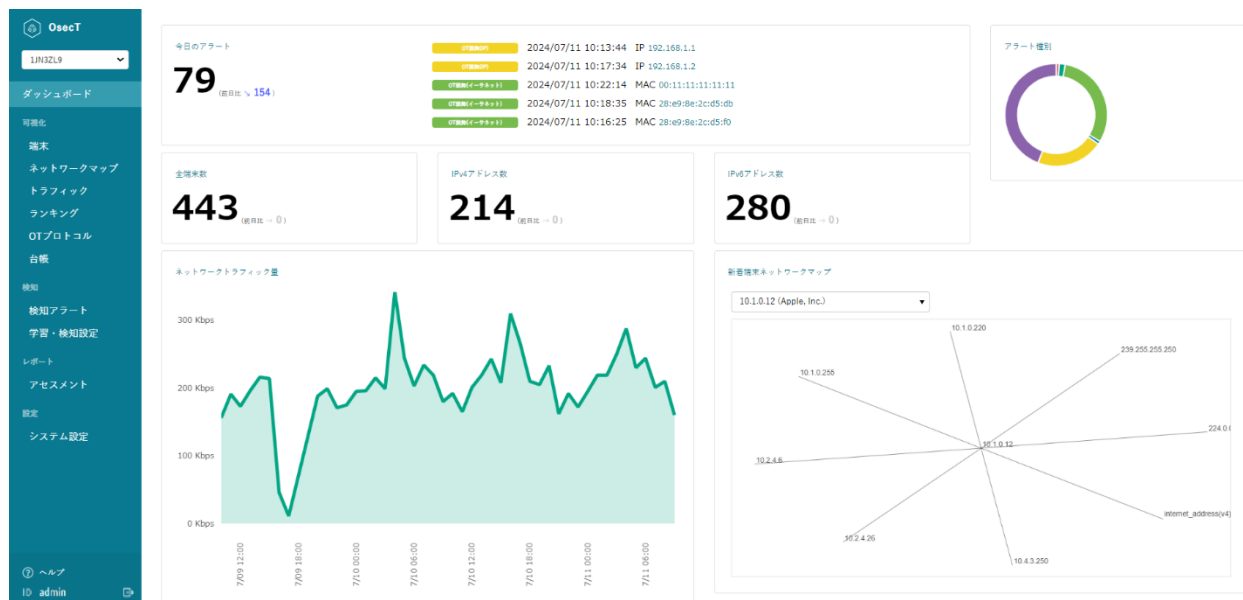 OsecT
1JN3ZL9
ダッシュボード
可視化
端末
ネットワークマップ
トラフィック
ランキング
OTプロトコル
台帳
検知
検知アラート
学習・検知設定
レポート
アセスメント
設定
システム設定
ヘルプ
ID admin
今日のアラート
79 (前日比 ↘ 154)
2024/07/11 10:13:44 IP 192.168.1.1
2024/07/11 10:17:34 IP 192.168.1.2
2024/07/11 10:22:14 MAC 00:11:11:11:11:11
2024/07/11 10:18:35 MAC 28:e9:8e:2c:d5:db
2024/07/11 10:16:25 MAC 28:e9:8e:2c:d5:f0
アラート種別
全端末数
443 (前日比 → 0)
IPv4アドレス数
214 (前日比 → 0)
IPv6アドレス数
280 (前日比 → 0)
ネットワークトラフィック量
300 Kbps
200 Kbps
100 Kbps
0 Kbps
7/09 12:00
7/09 18:00
7/10 00:00
7/10 06:00
7/10 12:00
7/10 18:00
7/11 00:00
7/11 06:00
新着端末ネットワークマップ
10.1.0.12 (Apple, Inc.)
10.1.0.220
239.255.255.250
10.1.0.255
224.0.
10.1.0.12
10.2.4.6
internet_address(v4)
10.2.4.26
10.4.3.250